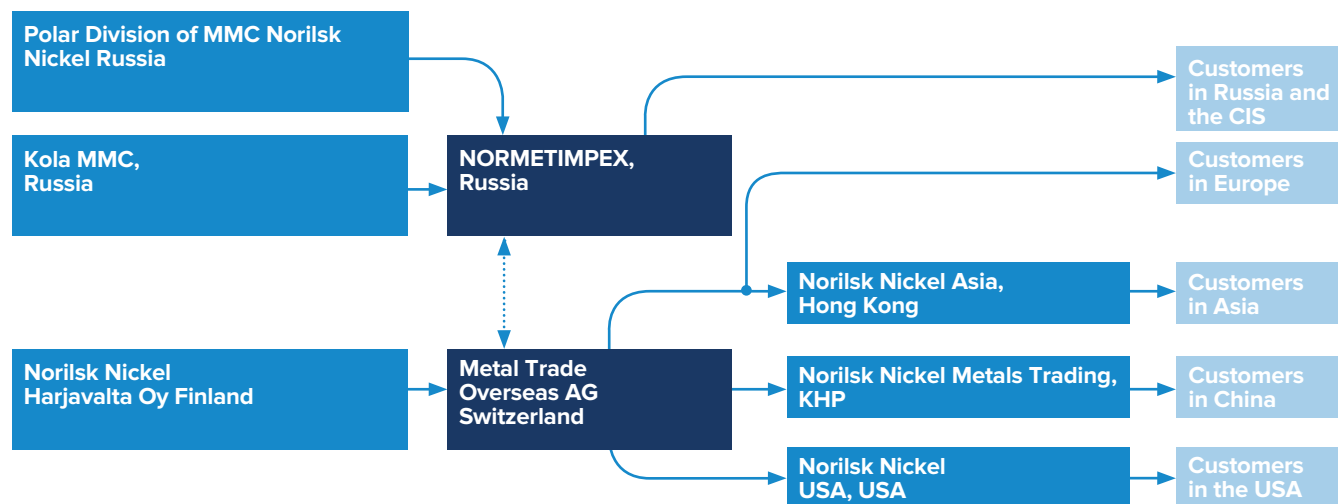 Polar Division of MMC Norilsk
Nickel Russia
Customers
in Russia and
the CIS
Kola MMC,
Russia
NORMETIMPEX,
Russia
Customers
in Europe
Norilsk Nickel Asia,
Hong Kong
Customers
in Asia
Norilsk Nickel
Harjavalta Oy Finland
Metal Trade
Overseas AG
Switzerland
Norilsk Nickel Metals Trading,
KHP
Customers
in China
Norilsk Nickel
USA, USA
Customers
in the USA